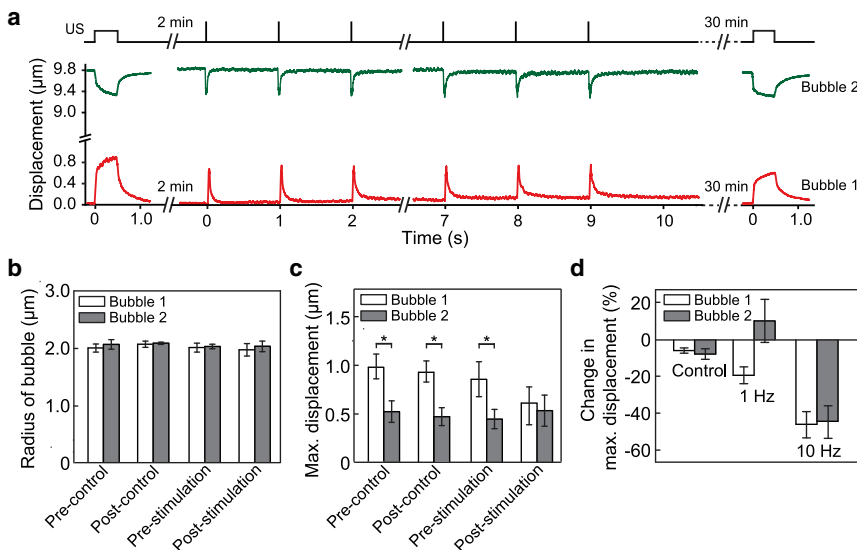 a
US
2 min
30 min
Displacement (µm)
9.8
9.4
9.0
0.8
0.4
0.0
Bubble 2
2 min
30 min
Bubble 1
0 1.0 0 1 2 7 8 9 10 0 1.0
Time (s)
b
Radius of bubble (µm)
3.0
2.0
1.0
0
Bubble 1
Bubble 2
Pre-control
Post-control
Pre-stimulation
Post-stimulation
c
Max. displacement (µm)
1.5
1.0
0.5
0
Bubble 1
Bubble 2
* * *
Pre-control
Post-control
Pre-stimulation
Post-stimulation
d
Change in
max. displacement (%)
20
0
-20
-40
-60
Bubble 1
Bubble 2
Control
1 Hz
10 Hz